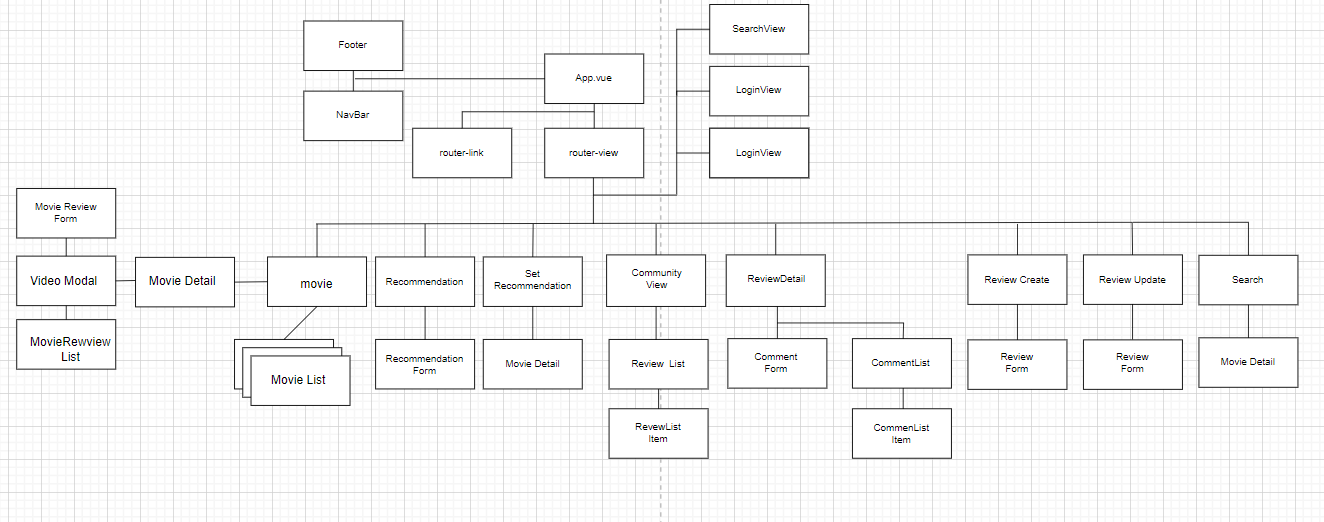 SearchView
Footer
App.vue
LoginView
NavBar
router-link
router-view
LoginView
Movie Review
Form
Video Modal
Movie Detail
movie
Recommendation
Set
Recommendation
Community
View
ReviewDetail
Review Create
Review Update
Search
MovieRewview
List
Movie List
Recommendation
Form
Movie Detail
Review List
Comment
Form
CommentList
Review
Form
Review
Form
Movie Detail
RevewList
Item
CommenList
Item